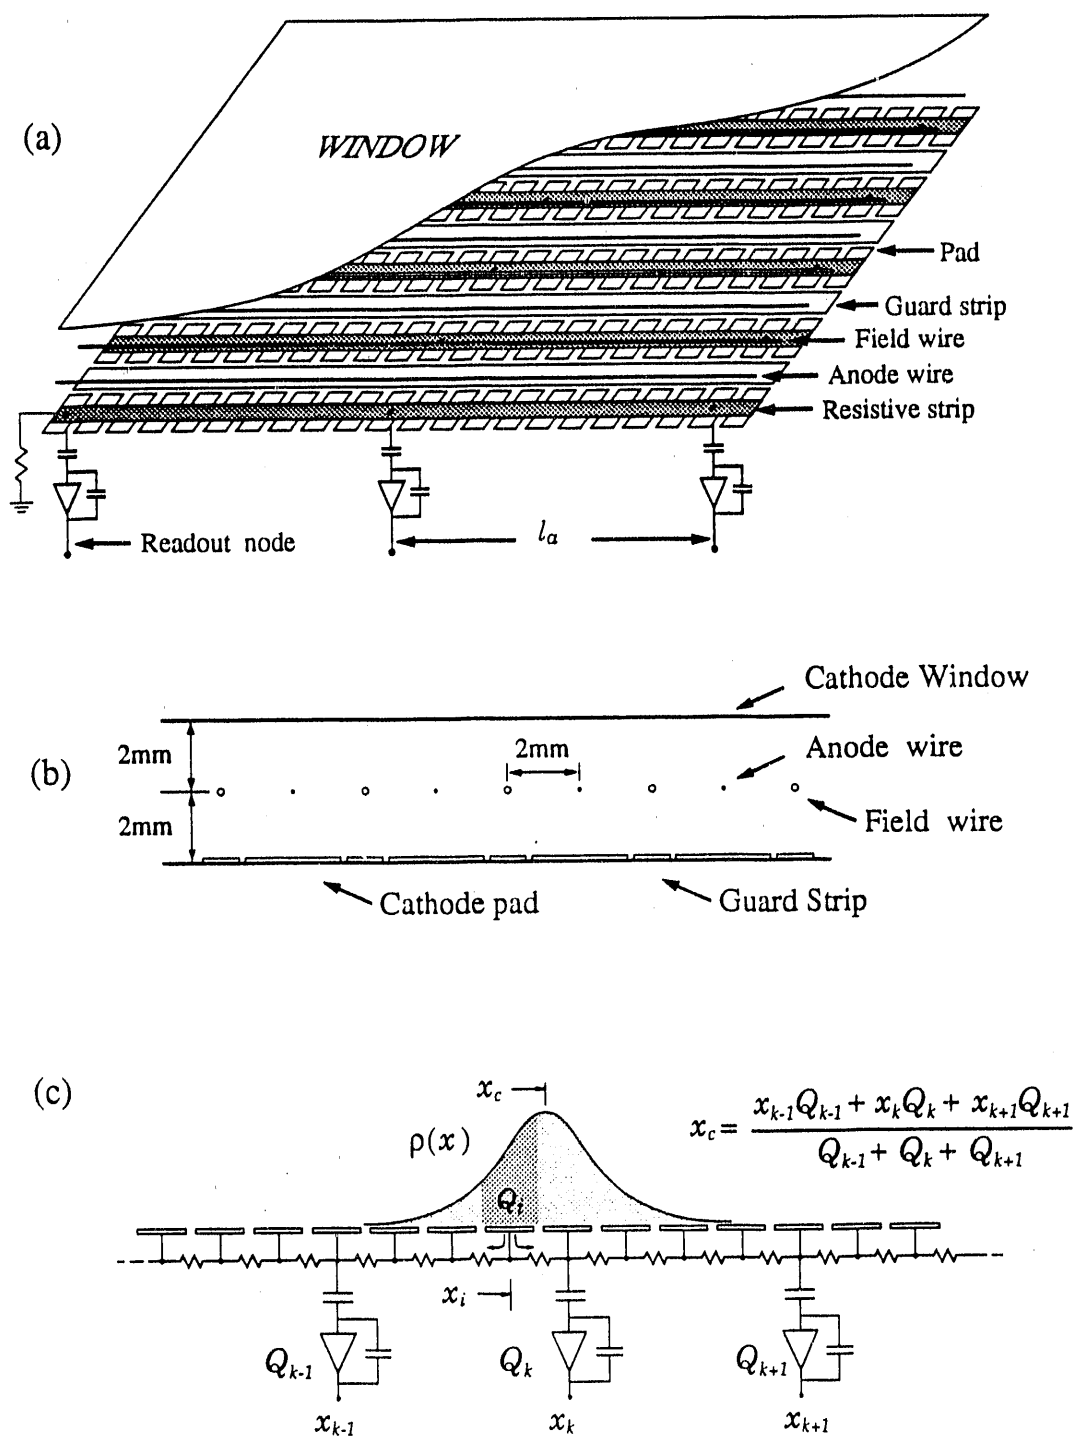 (a)
WINDOW
Pad
Guard strip
Field wire
Anode wire
Resistive strip
Readout node
l_a
(b)
Cathode Window
2mm
2mm
Anode wire
2mm
Field wire
Cathode pad
Guard Strip
(c)
x_c
ρ(x)
x_c = (x_{k-1}Q_{k-1} + x_kQ_k + x_{k+1}Q_{k+1}) / (Q_{k-1} + Q_k + Q_{k+1})
Q_i
x_i
Q_{k-1}
Q_k
Q_{k+1}
x_{k-1}
x_k
x_{k+1}